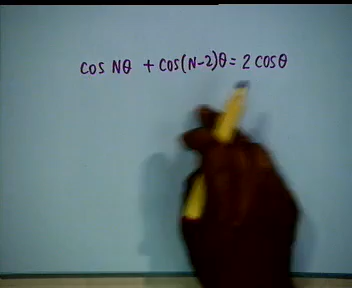 cos Nθ + cos(N-2)θ = 2 cosθ